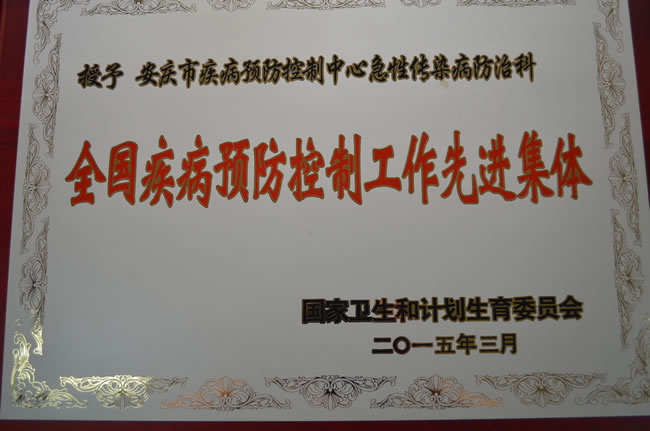 授予 安庆市疾病预防控制中心急性传染病防治科
全国疾病预防控制工作先进集体
国家卫生和计划生育委员会
二〇一五年三月